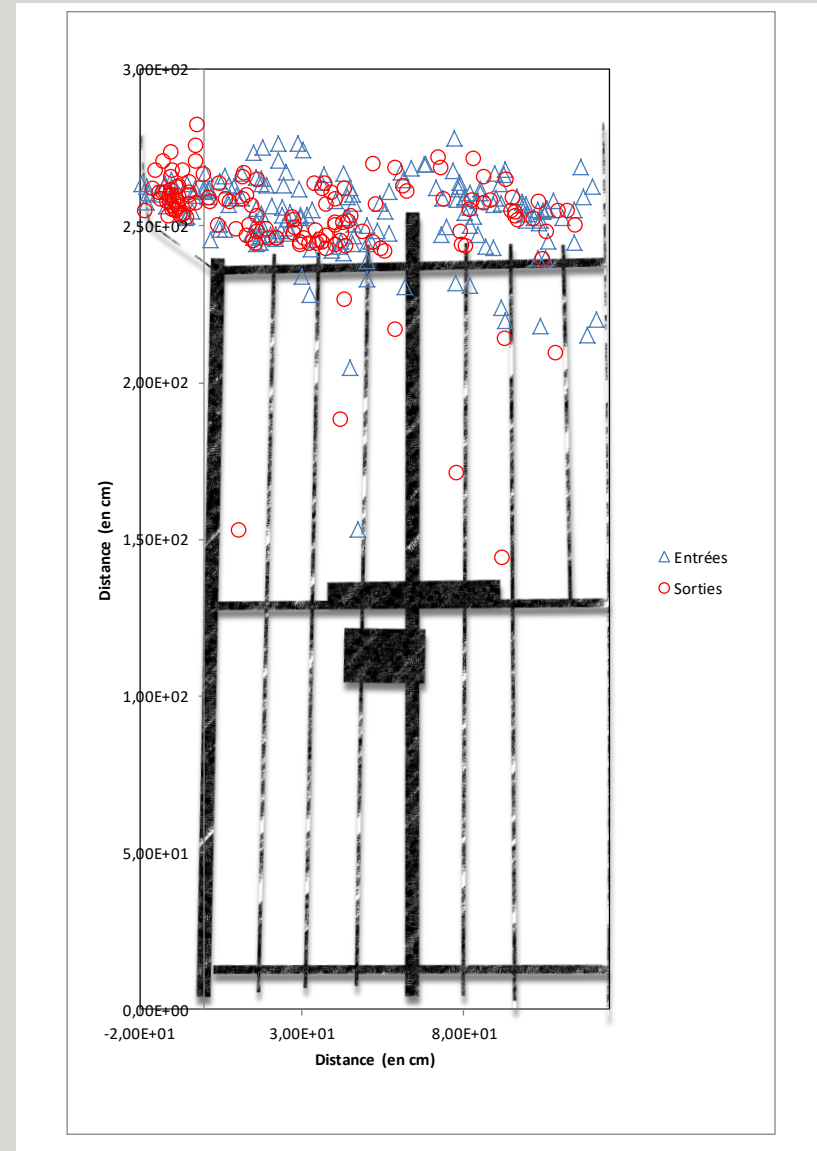 3,00E+02
2,50E+02
2,00E+02
1,50E+02
1,00E+02
5,00E+01
0,00E+00
Distance (en cm)
-2,00E+01
3,00E+01
8,00E+01
Distance (en cm)
Entrées
Sorties